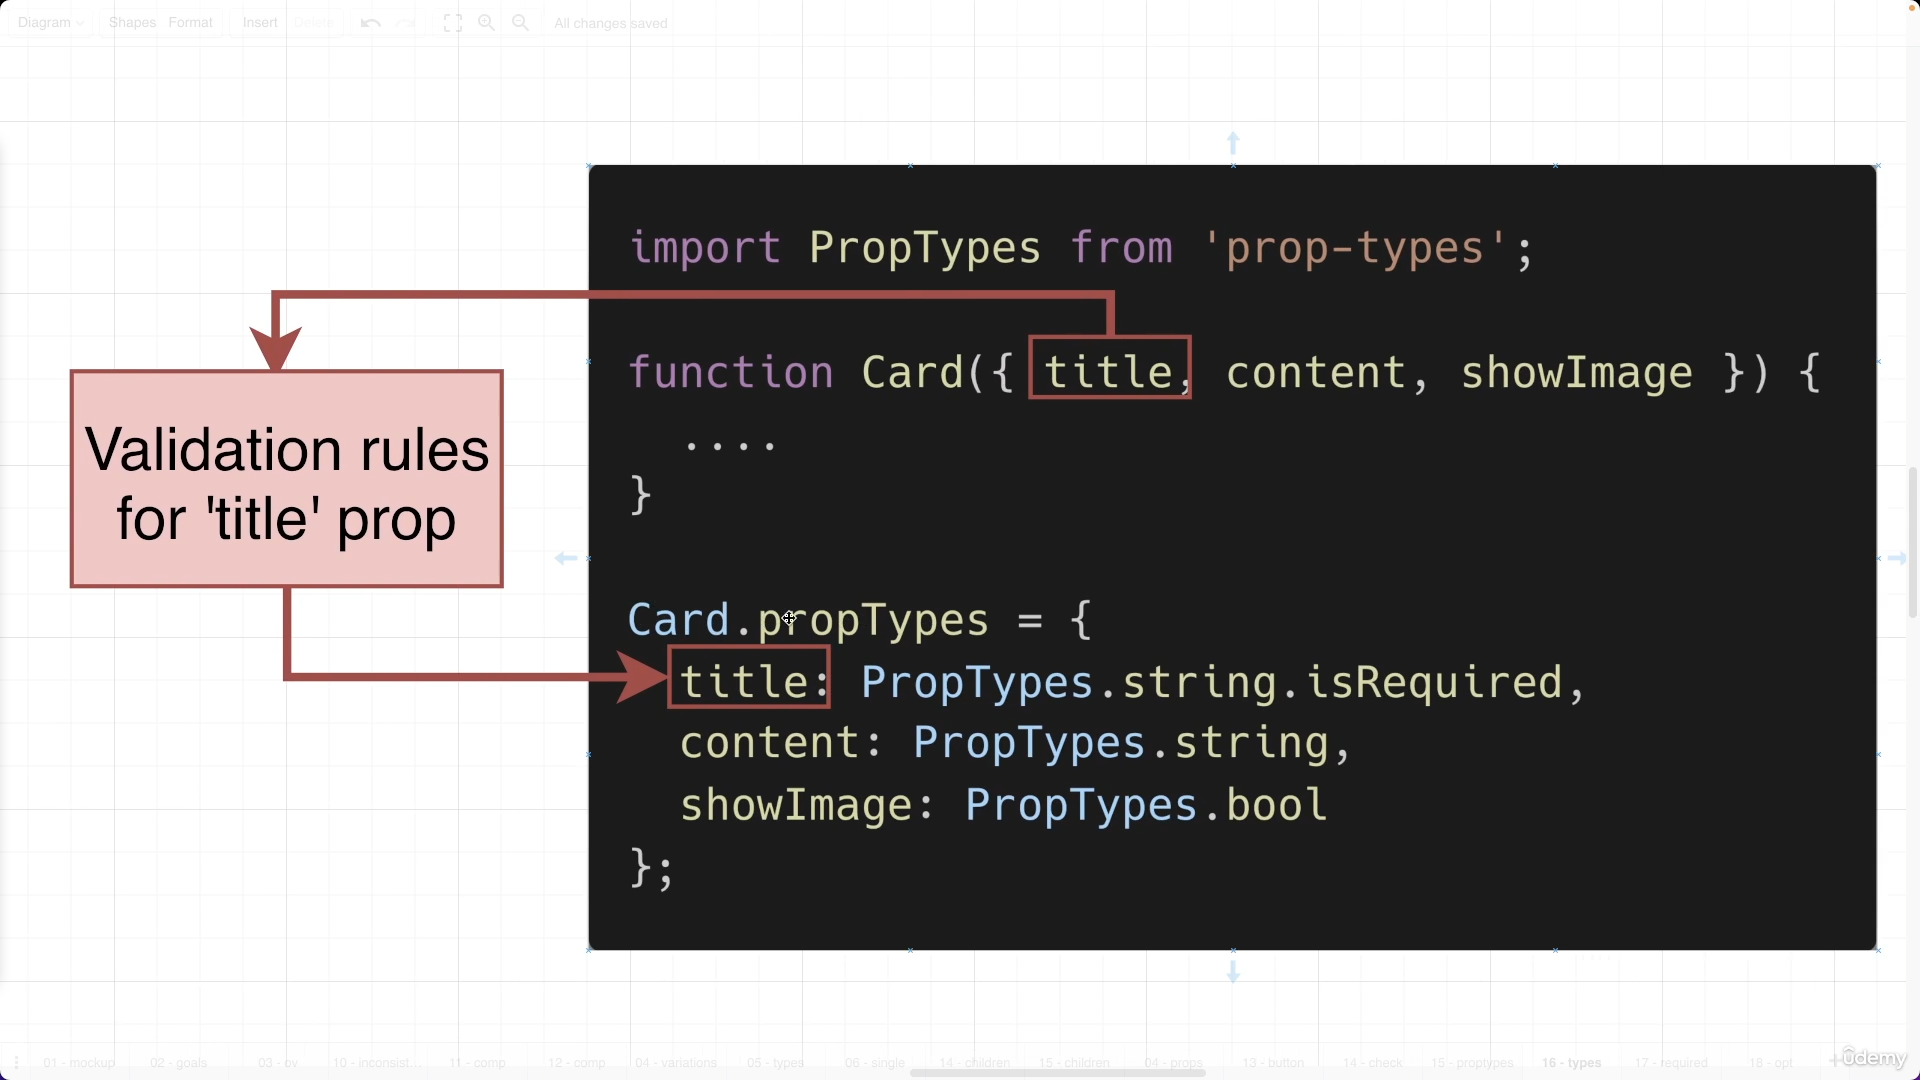 Diagram Shapes Format Insert Delete All changes saved
import PropTypes from 'prop-types';
function Card({ title, content, showImage }) {
....
}
Validation rules
for 'title' prop
Card.propTypes = {
title: PropTypes.string.isRequired,
content: PropTypes.string,
showImage: PropTypes.bool
};
01 - mockup 02 - goals 03 - ov 10 - inconsist... 11 - comp 12 - comp 04 - variations 05 - types 06 - single 14 - children 15 - children 04 - props 13 - button 14 - check 15 - proptypes 16 - types 17 - required 18 - opt
ûdemy